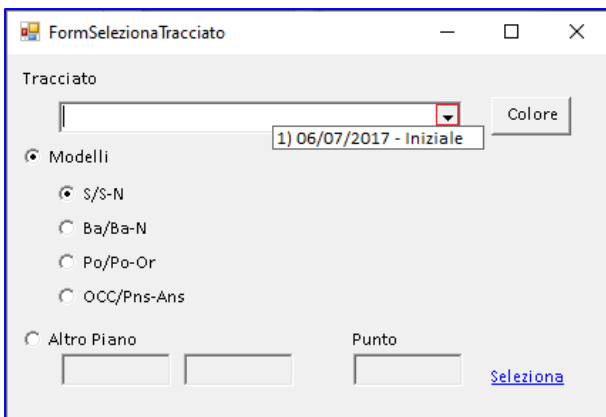 FormSelezionaTracciato
Tracciato
Colore
1) 06/07/2017 - Iniziale
Modelli
S/S-N
Ba/Ba-N
Po/Po-Or
OCC/Pns-Ans
Altro Piano Punto
Seleziona